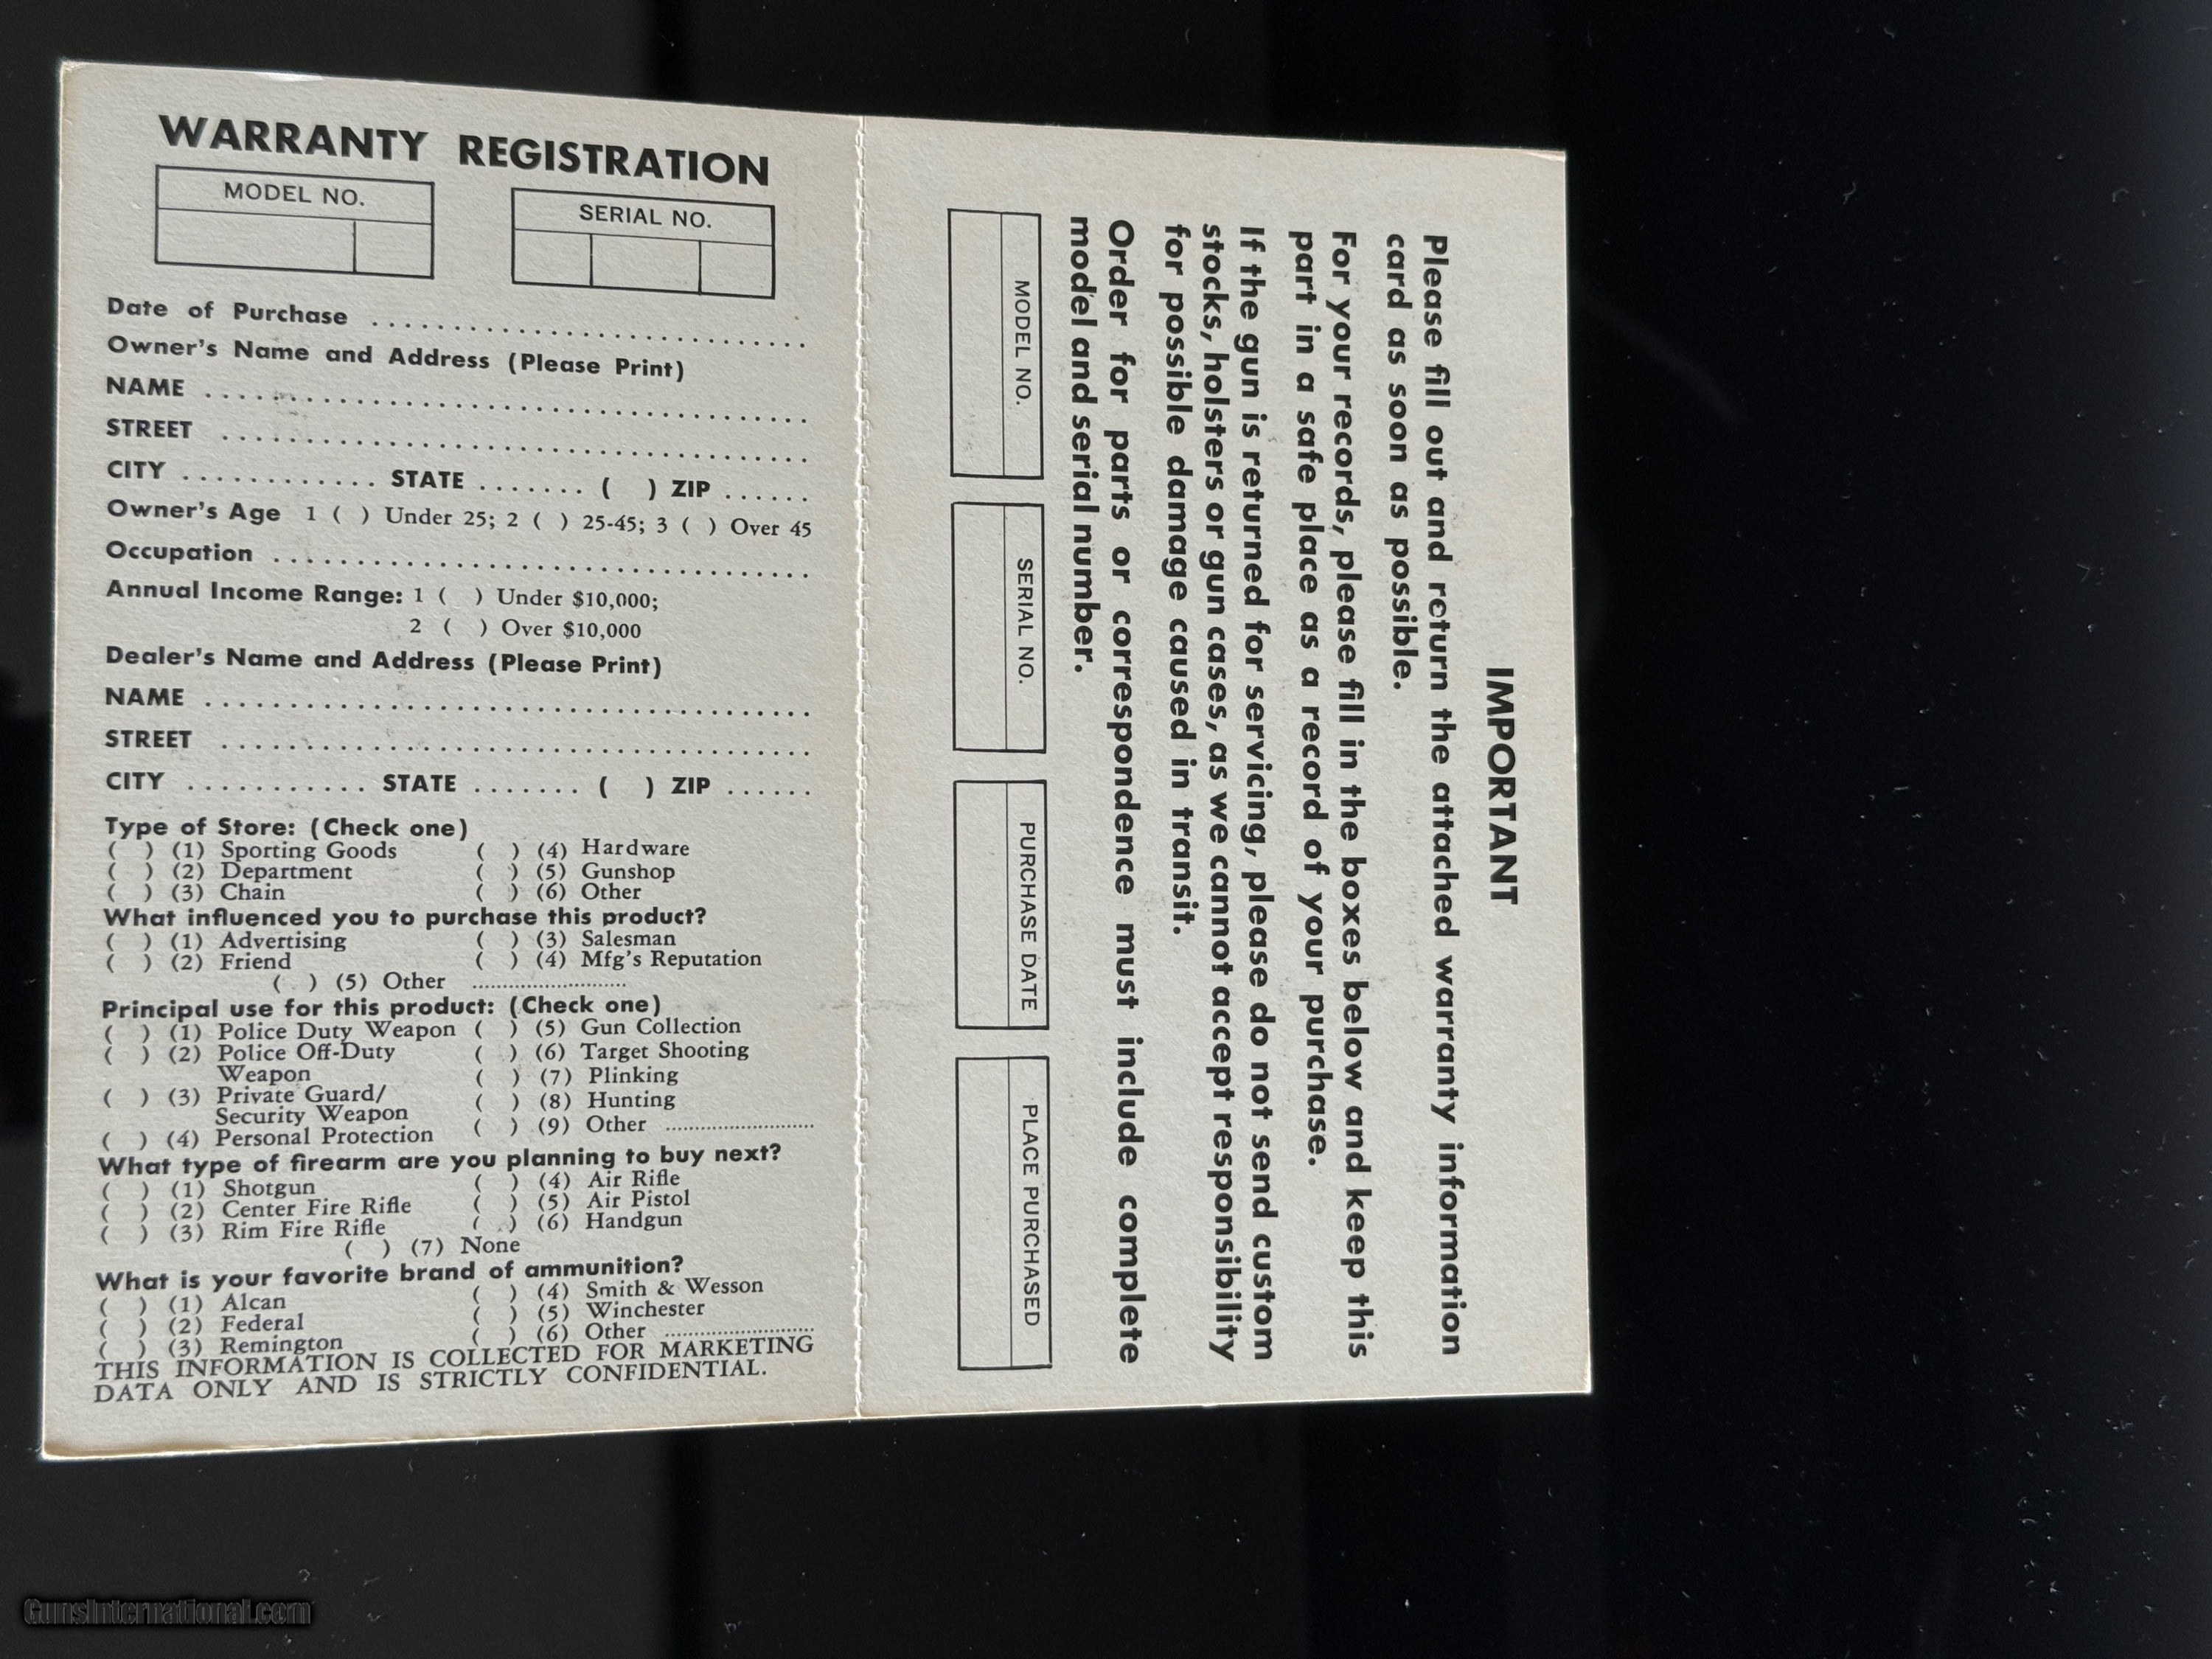 WARRANTY REGISTRATION
MODEL NO.
SERIAL NO.
Date of Purchase ........................................
Owner's Name and Address (Please Print)
NAME ........................................
STREET ........................................
CITY ............ STATE ....... ( ) ZIP ......
Owner's Age 1 ( ) Under 25; 2 ( ) 25-45; 3 ( ) Over 45
Occupation ........................................
Annual Income Range: 1 ( ) Under $10,000;
2 ( ) Over $10,000
Dealer's Name and Address (Please Print)
NAME ........................................
STREET ........................................
CITY ........... STATE ....... ( ) ZIP ......
Type of Store: (Check one)
( ) (1) Sporting Goods ( ) (4) Hardware
( ) (2) Department ( ) (5) Gunshop
( ) (3) Chain ( ) (6) Other
What influenced you to purchase this product?
( ) (1) Advertising ( ) (3) Salesman
( ) (2) Friend ( ) (4) Mfg's Reputation
( ) (5) Other ..........................
Principal use for this product: (Check one)
( ) (1) Police Duty Weapon ( ) (5) Gun Collection
( ) (2) Police Off-Duty ( ) (6) Target Shooting
Weapon ( ) (7) Plinking
( ) (3) Private Guard/ ( ) (8) Hunting
Security Weapon ( ) (9) Other ..........................
( ) (4) Personal Protection
What type of firearm are you planning to buy next?
( ) (1) Shotgun ( ) (4) Air Rifle
( ) (2) Center Fire Rifle ( ) (5) Air Pistol
( ) (3) Rim Fire Rifle ( ) (6) Handgun
( ) (7) None
What is your favorite brand of ammunition?
( ) (1) Alcan ( ) (4) Smith & Wesson
( ) (2) Federal ( ) (5) Winchester
( ) (3) Remington ( ) (6) Other ..........................
THIS INFORMATION IS COLLECTED FOR MARKETING
DATA ONLY AND IS STRICTLY CONFIDENTIAL.
IMPORTANT
Please fill out and return the attached warranty information
card as soon as possible.
For your records, please fill in the boxes below and keep this
part in a safe place as a record of your purchase.
If the gun is returned for servicing, please do not send custom
stocks, holsters or gun cases, as we cannot accept responsibility
for possible damage caused in transit.
Order for parts or correspondence must include complete
model and serial number.
MODEL NO.
SERIAL NO.
PURCHASE DATE
PLACE PURCHASED
GunsInternational.com